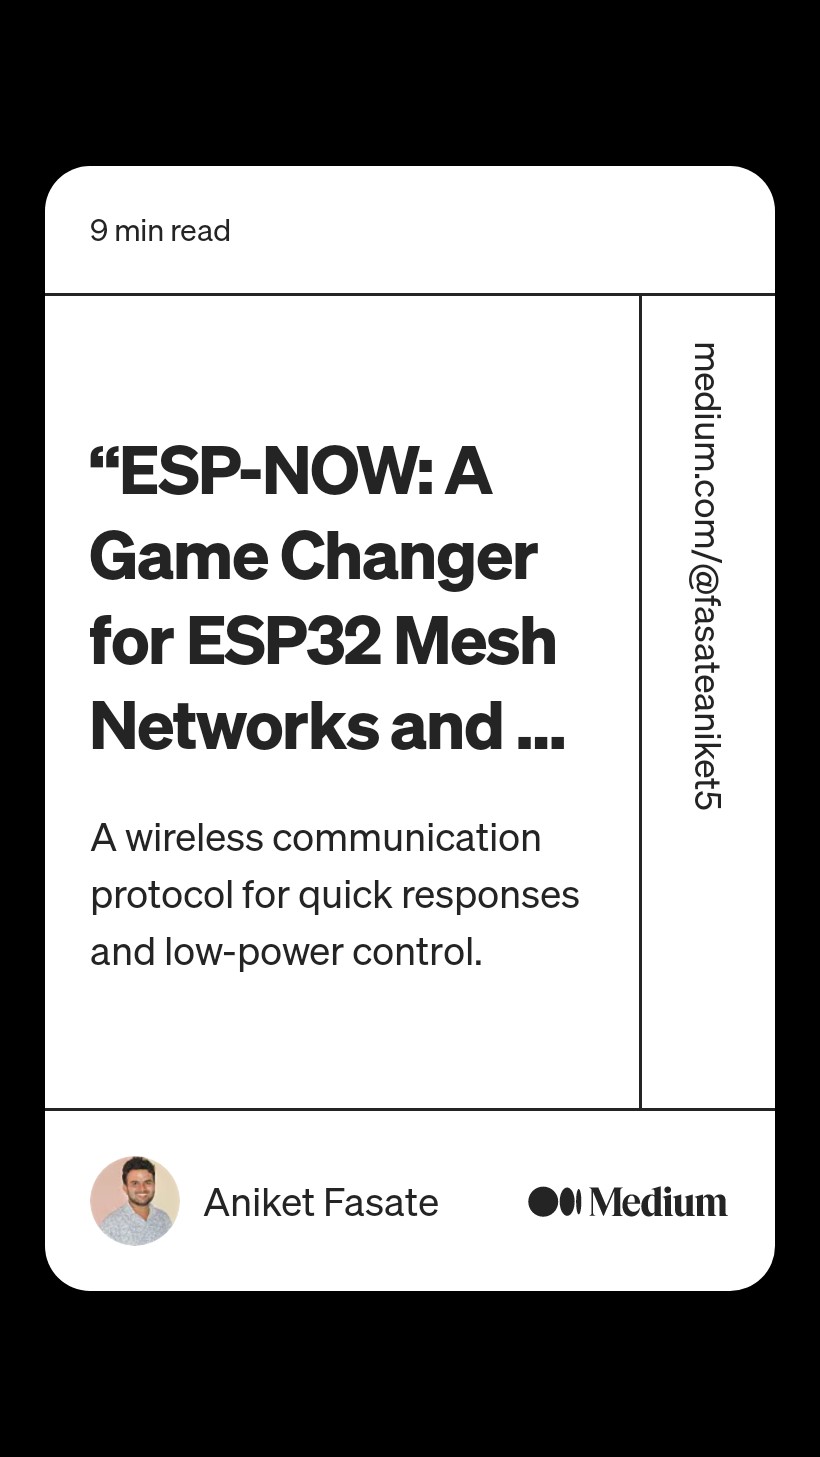 9 min read
“ESP-NOW: A
Game Changer
for ESP32 Mesh
Networks and ...
A wireless communication
protocol for quick responses
and low-power control.
medium.com/@fasateaniket5
Aniket Fasate
Medium